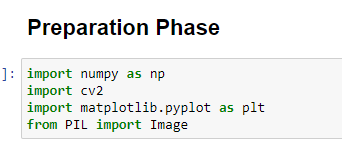 Preparation Phase
]: import numpy as np
import cv2
import matplotlib.pyplot as plt
from PIL import Image